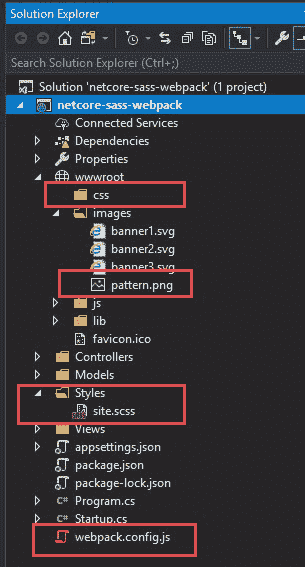 Solution Explorer
Search Solution Explorer (Ctrl+;)
Solution 'netcore-sass-webpack' (1 project)
netcore-sass-webpack
Connected Services
Dependencies
Properties
wwwroot
css
images
banner1.svg
banner2.svg
banner3.svg
pattern.png
js
lib
favicon.ico
Controllers
Models
Styles
site.scss
Views
appsettings.json
package.json
package-lock.json
C# Program.cs
C# Startup.cs
webpack.config.js